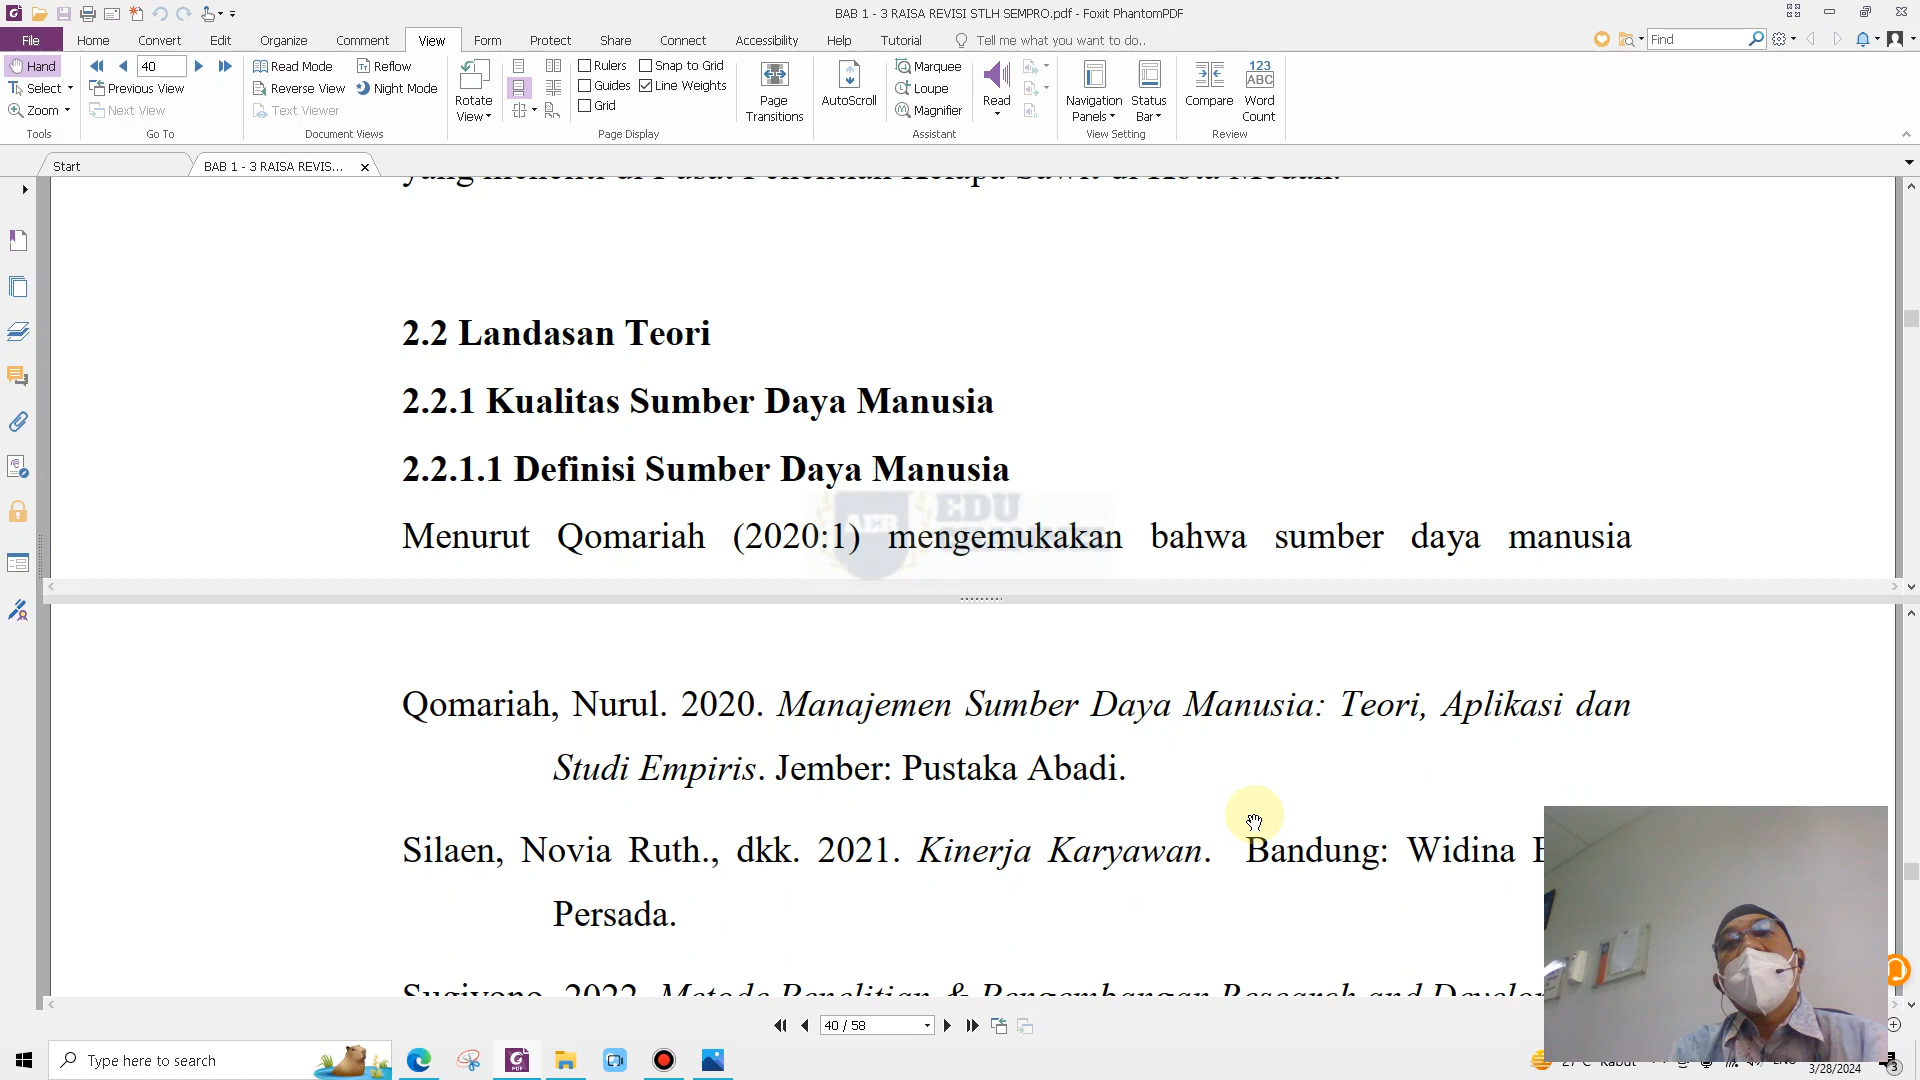 BAB 1 - 3 RAISA REVISI STLH SEMPRO.pdf - Foxit PhantomPDF
File Home Convert Edit Organize Comment View Form Protect Share Connect Accessibility Help Tutorial Tell me what you want to do.. Find
Hand 40 Read Mode Reflow Rulers Snap to Grid Marquee 123
Select Previous View Reverse View Night Mode Guides Line Weights Loupe ABC
Zoom Next View Text Viewer Rotate View Grid Page Transitions AutoScroll Magnifier Read Navigation Panels Status Bar Compare Word Count
Tools Go To Document Views Page Display Assistant View Setting Review
Start BAB 1 - 3 RAISA REVIS...
2.2 Landasan Teori
2.2.1 Kualitas Sumber Daya Manusia
2.2.1.1 Definisi Sumber Daya Manusia
EDU
Menurut Qomariah (2020:1) mengemukakan bahwa sumber daya manusia
Qomariah, Nurul. 2020. Manajemen Sumber Daya Manusia: Teori, Aplikasi dan
Studi Empiris. Jember: Pustaka Abadi.
Silaen, Novia Ruth., dkk. 2021. Kinerja Karyawan. Bandung: Widina
Persada.
40 / 58
Type here to search
3/28/2024
3